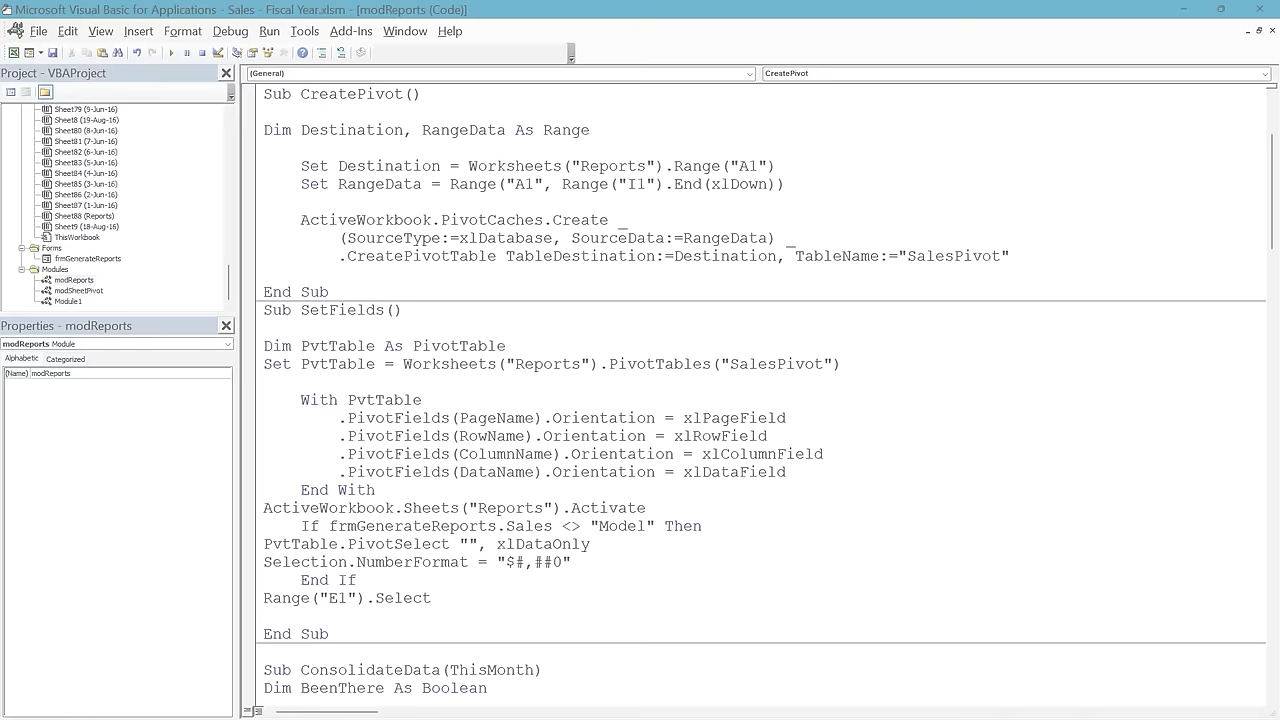 Microsoft Visual Basic for Applications - Sales - Fiscal Year.xlsm - [modReports (Code)]
File Edit View Insert Format Debug Run Tools Add-Ins Window Help
Project - VBAProject
Sheet79 (9-Jun-16)
Sheet8 (19-Aug-16)
Sheet80 (8-Jun-16)
Sheet81 (7-Jun-16)
Sheet82 (6-Jun-16)
Sheet83 (5-Jun-16)
Sheet84 (4-Jun-16)
Sheet85 (3-Jun-16)
Sheet86 (2-Jun-16)
Sheet87 (1-Jun-16)
Sheet88 (Reports)
Sheet9 (18-Aug-16)
ThisWorkbook
Forms
frmGenerateReports
Modules
modReports
modSheetPivot
Module1
Properties - modReports
modReports Module
Alphabetic Categorized
(Name) modReports
(General) CreatePivot
Sub CreatePivot()
Dim Destination, RangeData As Range
Set Destination = Worksheets("Reports").Range("A1")
Set RangeData = Range("A1", Range("I1").End(xlDown))
ActiveWorkbook.PivotCaches.Create _
(SourceType:=xlDatabase, SourceData:=RangeData) _
.CreatePivotTable TableDestination:=Destination, TableName:="SalesPivot"
End Sub
Sub SetFields()
Dim PvtTable As PivotTable
Set PvtTable = Worksheets("Reports").PivotTables("SalesPivot")
With PvtTable
.PivotFields(PageName).Orientation = xlPageField
.PivotFields(RowName).Orientation = xlRowField
.PivotFields(ColumnName).Orientation = xlColumnField
.PivotFields(DataName).Orientation = xlDataField
End With
ActiveWorkbook.Sheets("Reports").Activate
If frmGenerateReports.Sales <> "Model" Then
PvtTable.PivotSelect "", xlDataOnly
Selection.NumberFormat = "$#,##0"
End If
Range("E1").Select
End Sub
Sub ConsolidateData(ThisMonth)
Dim BeenThere As Boolean